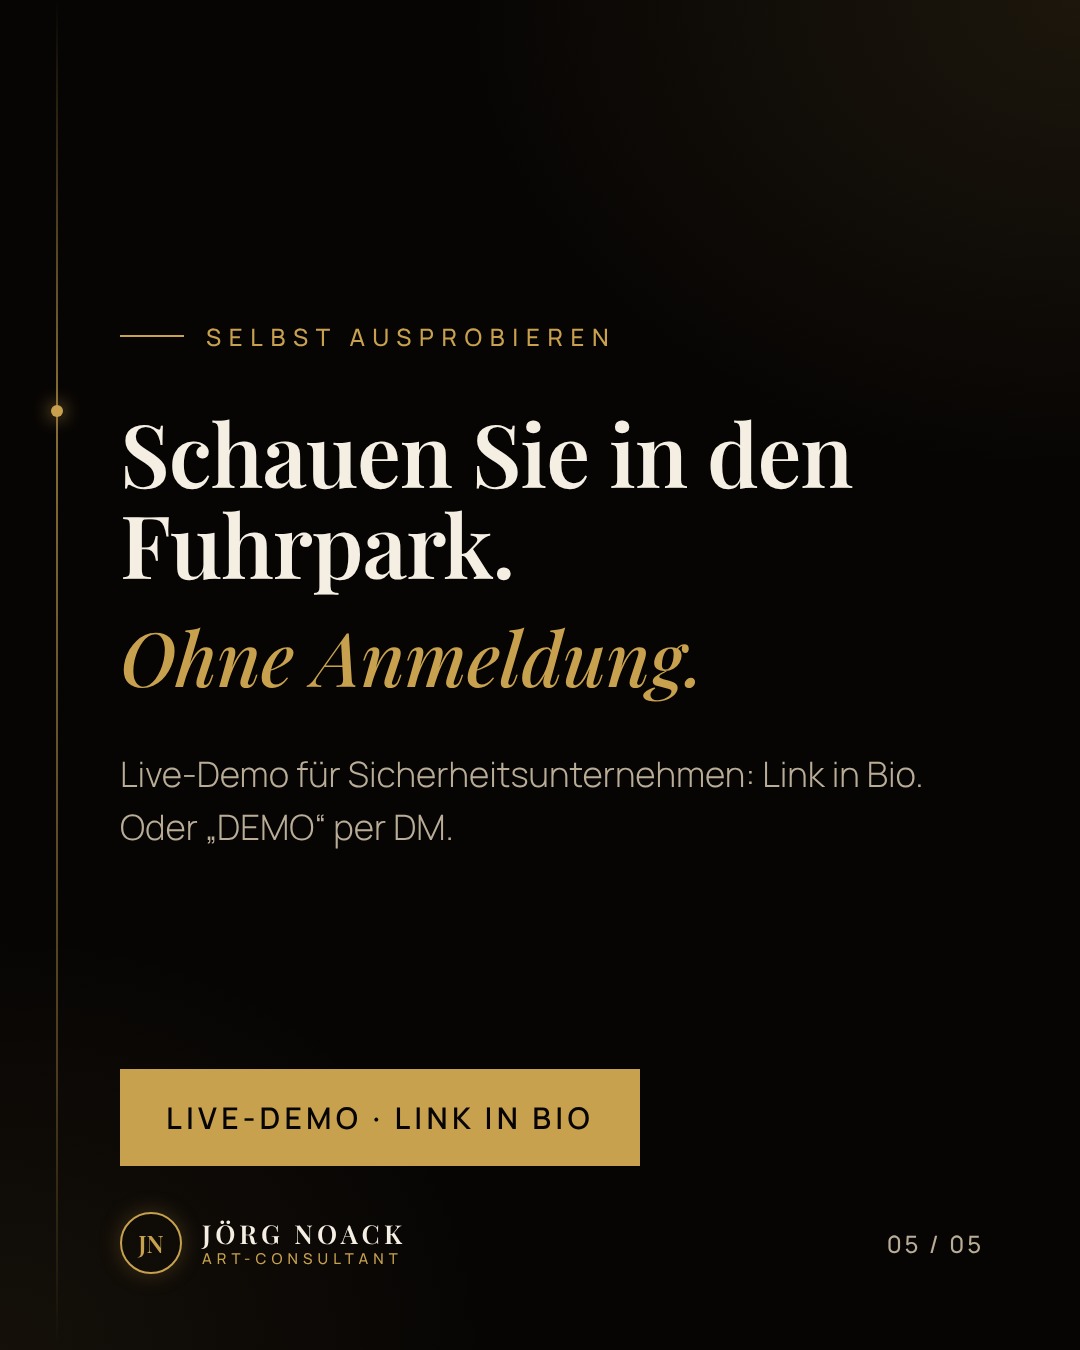 SELBST AUSPROBIEREN
Schauen Sie in den
Fuhrpark.
Ohne Anmeldung.
Live-Demo für Sicherheitsunternehmen: Link in Bio.
Oder „DEMO“ per DM.
LIVE-DEMO · LINK IN BIO
JN
JÖRG NOACK
ART-CONSULTANT
05 / 05